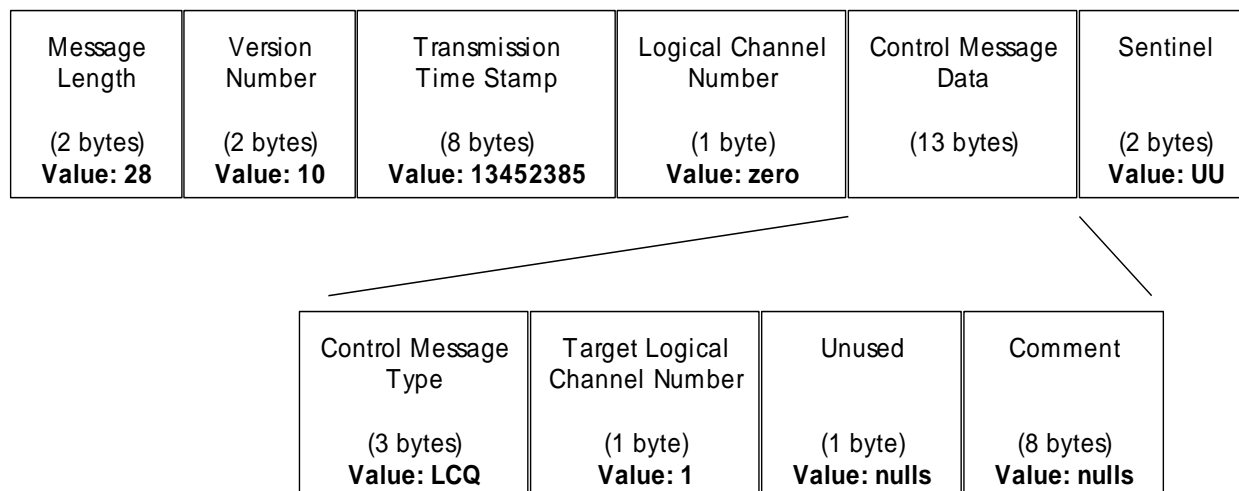 Message
Length
(2 bytes)
Value: 28
Version
Number
(2 bytes)
Value: 10
Transmission
Time Stamp
(8 bytes)
Value: 13452385
Logical Channel
Number
(1 byte)
Value: zero
Control Message
Data
(13 bytes)
Sentinel
(2 bytes)
Value: UU
Control Message
Type
(3 bytes)
Value: LCQ
Target Logical
Channel Number
(1 byte)
Value: 1
Unused
(1 byte)
Value: nulls
Comment
(8 bytes)
Value: nulls